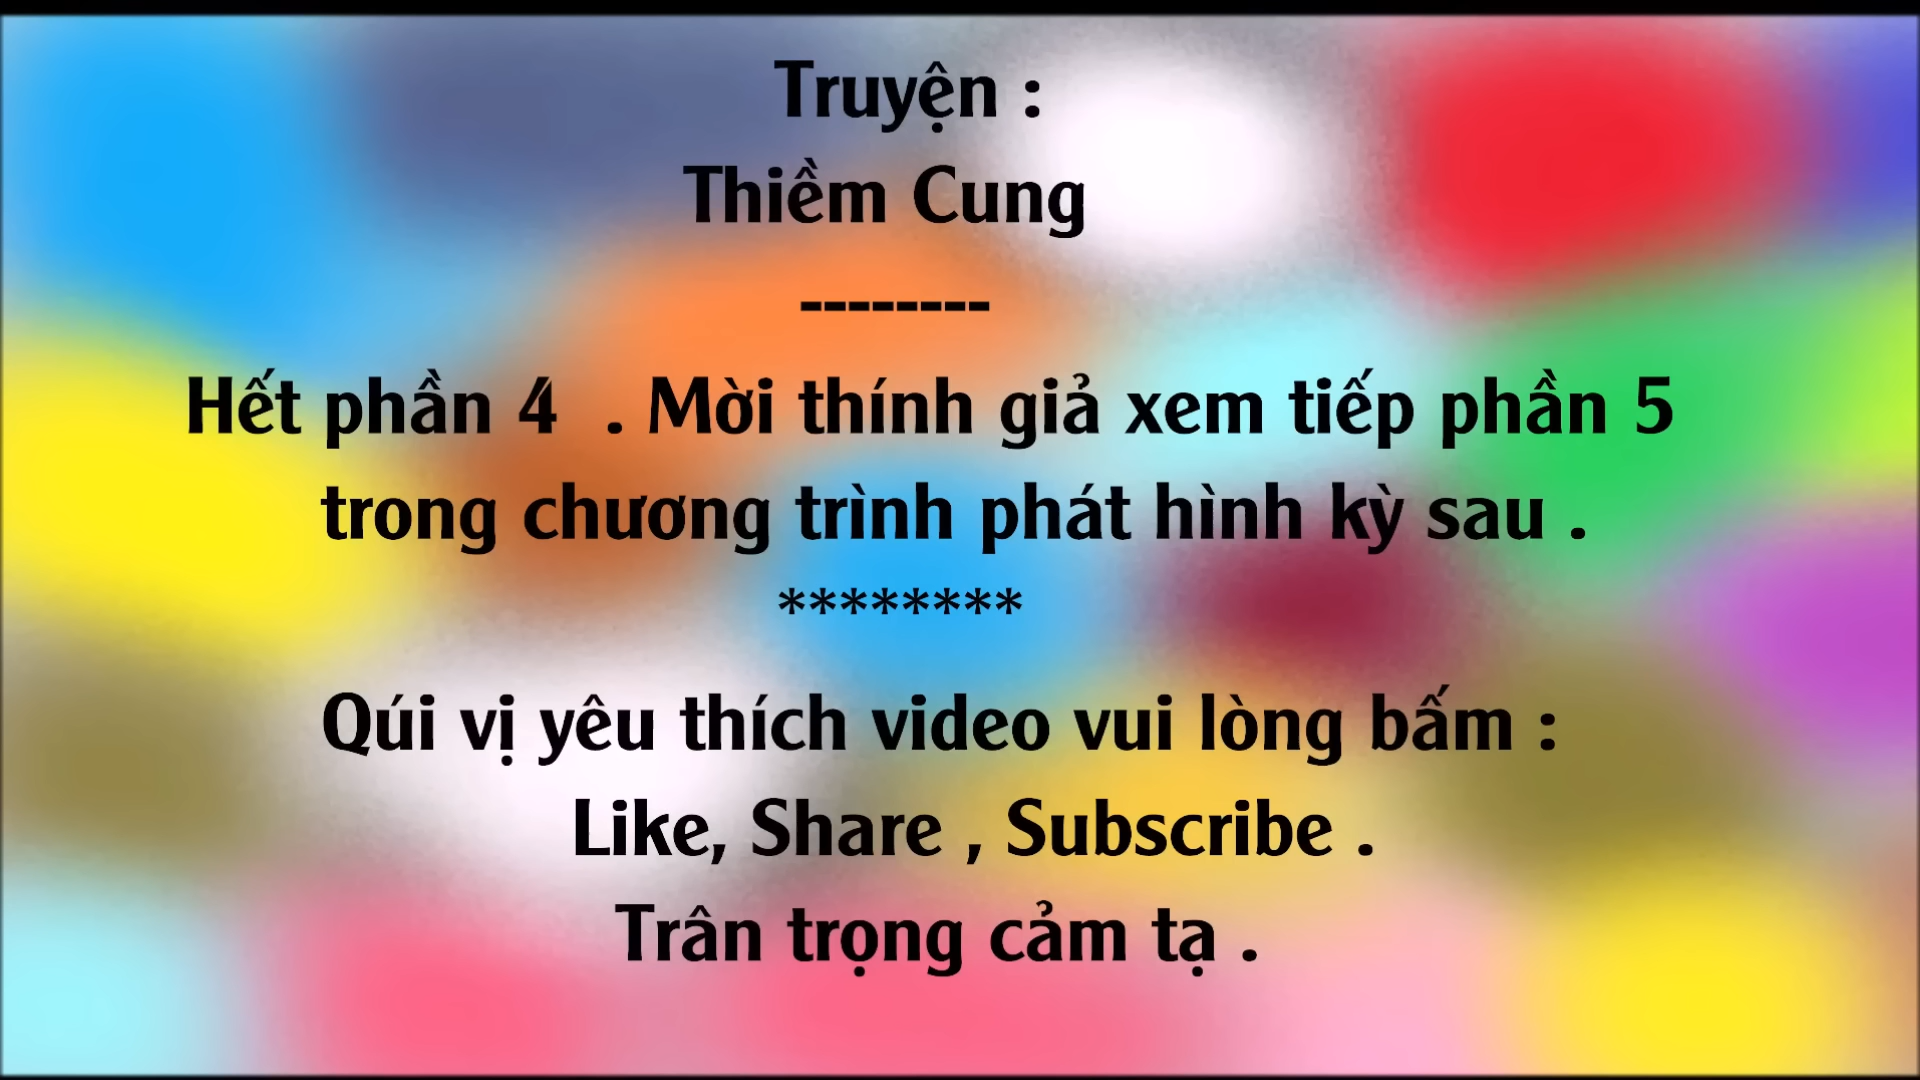 Truyện :
Thiềm Cung
--------
Hết phần 4 . Mời thính giả xem tiếp phần 5
trong chương trình phát hình kỳ sau .
********
Qúi vị yêu thích video vui lòng bấm :
Like, Share , Subscribe .
Trân trọng cảm tạ .